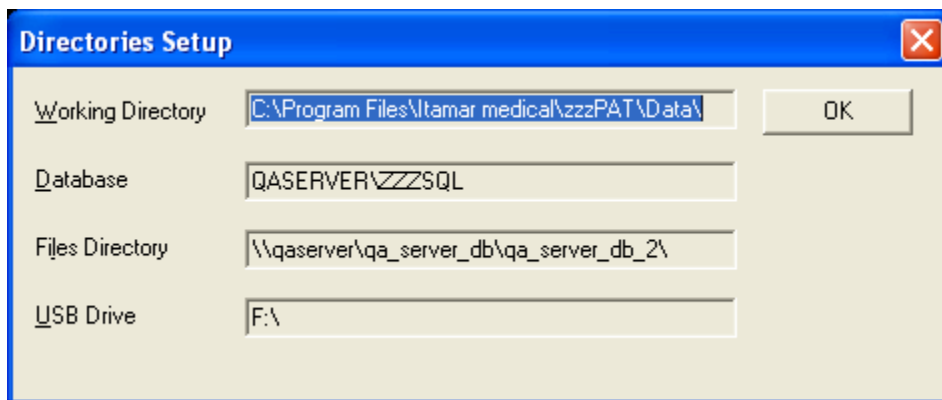 Directories Setup
Working Directory C:\Program Files\Itamar medical\zzzPAT\Data\ OK
Database QASERVER\ZZZSQL
Files Directory \\qaserver\qa_server_db\qa_server_db_2\
USB Drive F:\